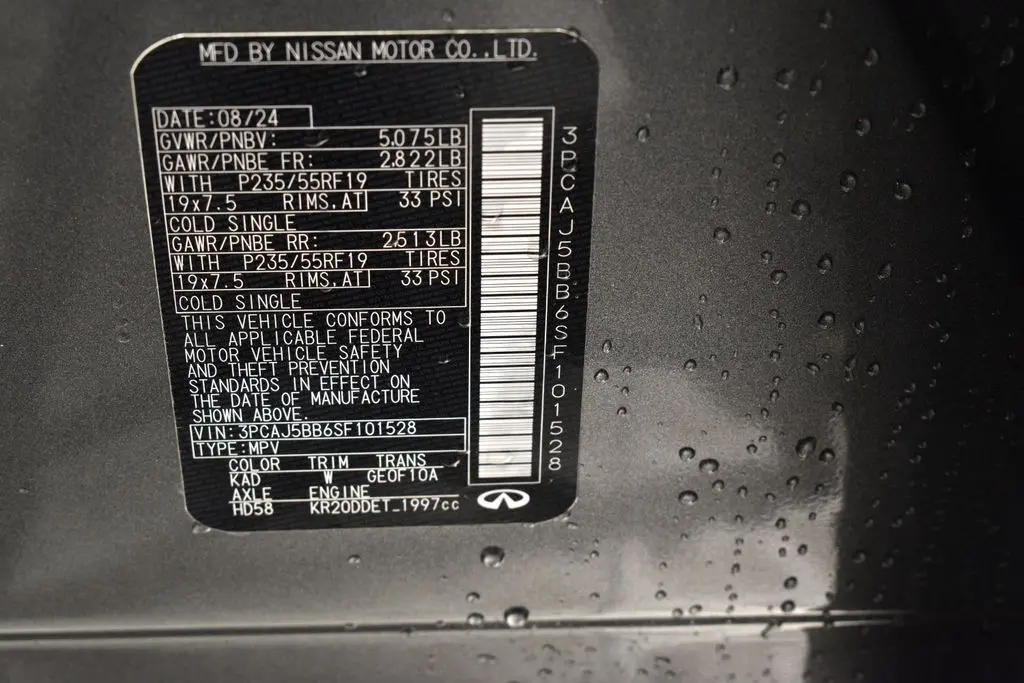 MFD BY NISSAN MOTOR CO.,LTD.
DATE:08/24
GVWR/PNBV: 5,075LB
GAWR/PNBE FR: 2,822LB
WITH P235/55RF19 TIRES
19x7.5 RIMS,AT 33 PSI
COLD SINGLE
GAWR/PNBE RR: 2,513LB
WITH P235/55RF19 TIRES
19x7.5 RIMS,AT 33 PSI
COLD SINGLE
THIS VEHICLE CONFORMS TO
ALL APPLICABLE FEDERAL
MOTOR VEHICLE SAFETY
AND THEFT PREVENTION
STANDARDS IN EFFECT ON
THE DATE OF MANUFACTURE
SHOWN ABOVE.
VIN:3PCAJ5BB6SF101528
TYPE:MPV
COLOR TRIM TRANS
KAD W GE0F10A
AXLE ENGINE
HD58 KR20DDET_1997cc
3PCAJ5BB6SF101528